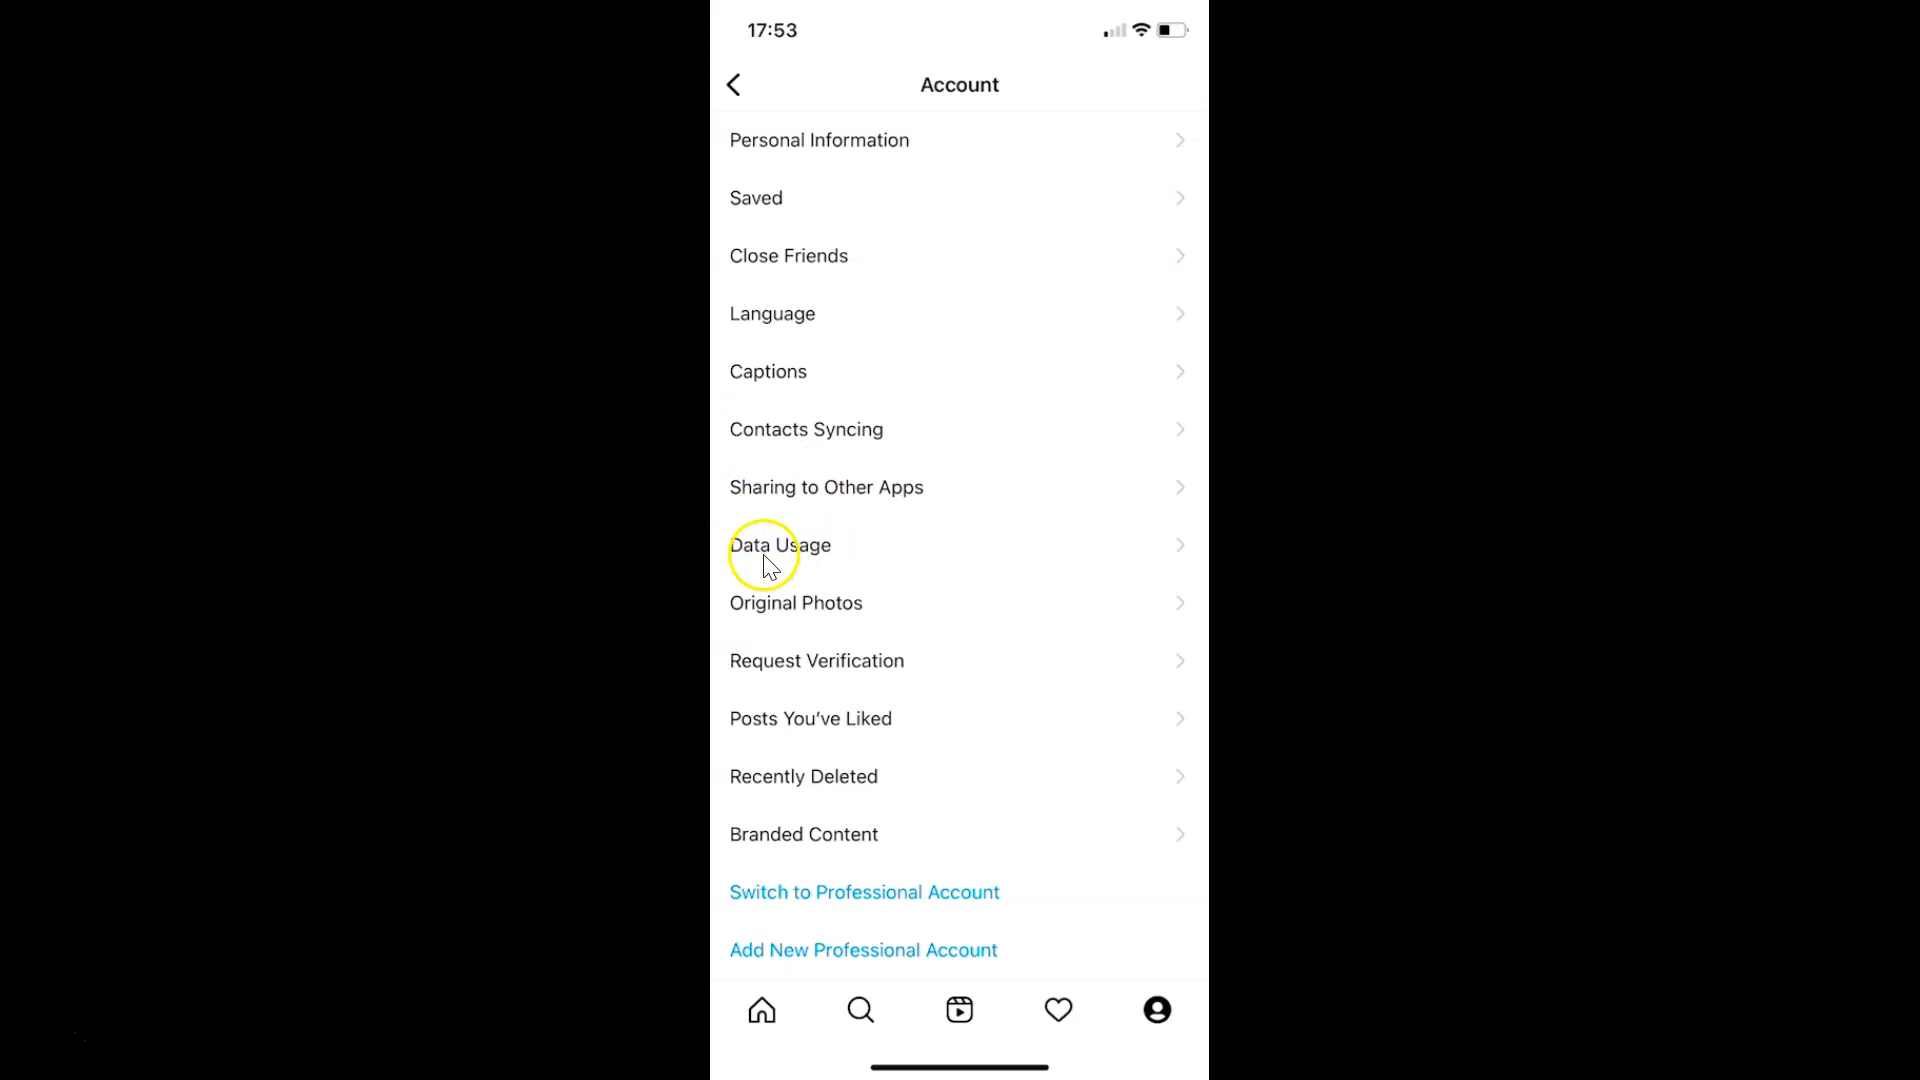 17:53
Account
Personal Information
Saved
Close Friends
Language
Captions
Contacts Syncing
Sharing to Other Apps
Data Usage
Original Photos
Request Verification
Posts You’ve Liked
Recently Deleted
Branded Content
Switch to Professional Account
Add New Professional Account